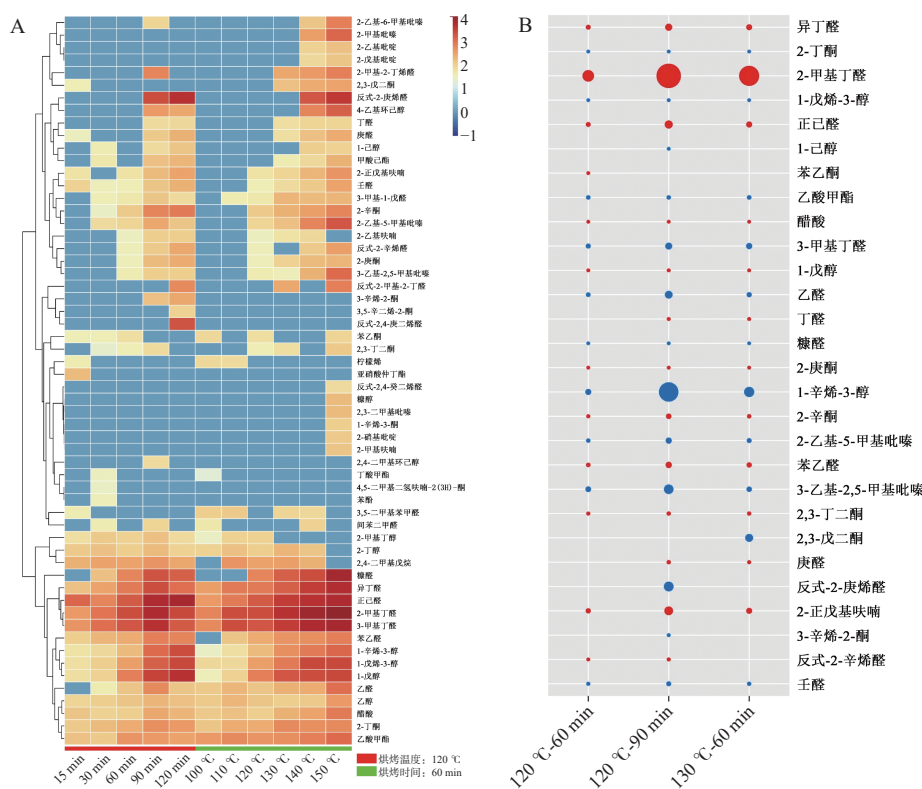 A
2-乙基-6-甲基吡嗪
2-甲基吡嗪
2-乙基吡啶
2-戊基吡啶
2-甲基-2-丁烯醛
2,3-戊二酮
反式-2-庚烯醛
4-乙基环己醇
丁醛
庚醛
1-己醇
甲酸己酯
2-正戊基呋喃
壬醛
3-甲基-1-戊醛
2-辛酮
2-乙基-5-甲基吡嗪
2-乙基呋喃
反式-2-辛烯醛
2-庚酮
3-乙基-2,5-甲基吡嗪
反式-2-甲基-2-丁醛
3-辛烯-2-酮
3,5-辛二烯-2-酮
反式-2,4-庚二烯醛
苯乙酮
2,3-丁二酮
柠檬烯
亚硝酸仲丁酯
反式-2,4-癸二烯醛
糠醇
2,3-二甲基吡嗪
1-辛烯-3-酮
2-硝基吡啶
2-甲基呋喃
2,4-二甲基环己醇
丁酸甲酯
4,5-二甲基二氢呋喃-2(3H)-酮
苯酚
3,5-二甲基苯甲醛
间苯二甲醛
2-甲基丁醇
2-丁醇
2,4-二甲基戊烷
糠醛
异丁醛
正己醛
2-甲基丁醛
3-甲基丁醛
苯乙醛
1-辛烯-3-醇
1-戊烯-3-醇
1-戊醇
乙醛
乙醇
醋酸
2-丁酮
乙酸甲酯
15 min
30 min
60 min
90 min
120 min
100 ℃
110 ℃
120 ℃
130 ℃
140 ℃
150 ℃
4
3
2
1
0
−1
烘烤温度：120 ℃
烘烤时间：60 min
B
异丁醛
2-丁酮
2-甲基丁醛
1-戊烯-3-醇
正已醛
1-己醇
苯乙酮
乙酸甲酯
醋酸
3-甲基丁醛
1-戊醇
乙醛
丁醛
糠醛
2-庚酮
1-辛烯-3-醇
2-辛酮
2-乙基-5-甲基吡嗪
苯乙醛
3-乙基-2,5-甲基吡嗪
2,3-丁二酮
2,3-戊二酮
庚醛
反式-2-庚烯醛
2-正戊基呋喃
3-辛烯-2-酮
反式-2-辛烯醛
壬醛
120 ℃-60 min
120 ℃-90 min
130 ℃-60 min